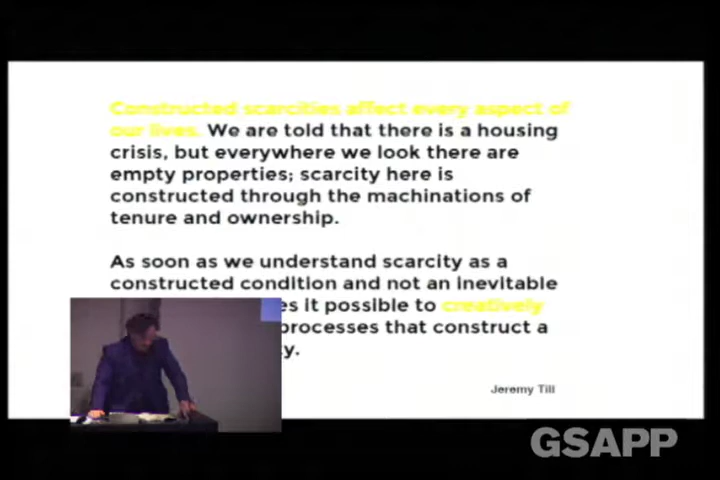 Constructed scarcities affect every aspect of
our lives. We are told that there is a housing
crisis, but everywhere we look there are
empty properties; scarcity here is
constructed through the machinations of
tenure and ownership.
As soon as we understand scarcity as a
constructed condition and not an inevitable
it possible to creatively
processes that construct a
Jeremy Till
GSAPP